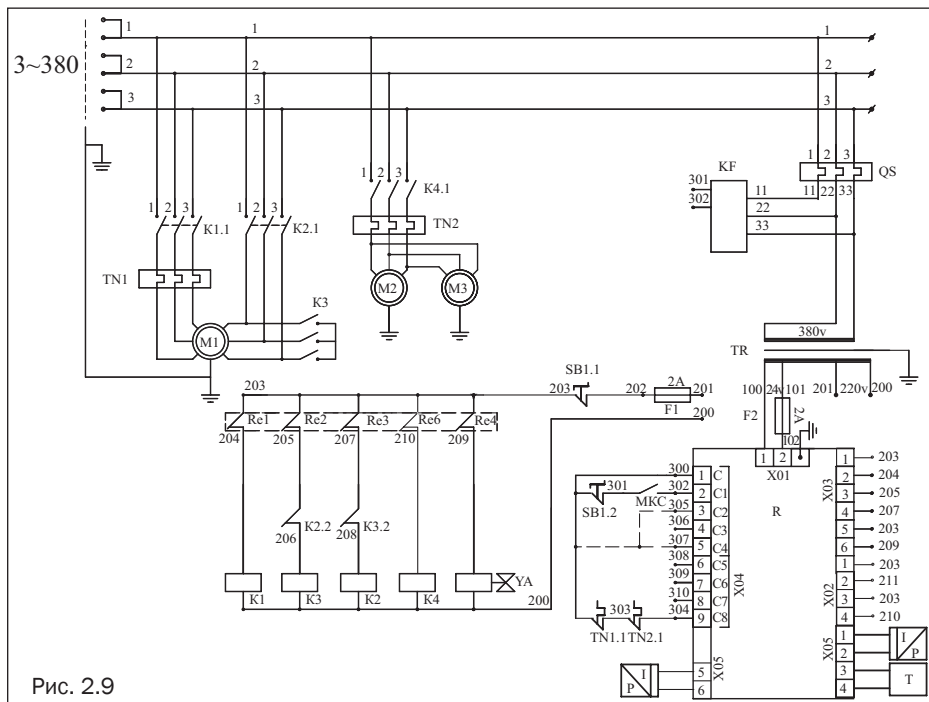 3~380
1
2
3
1
2
3
1
2
3
1 2 3
K4.1
TN2
1 2 3
K1.1
K2.1
TN1
M1
M2
M3
K3
KF
301
302
11
22
33
1 2 3
QS
11 22 33
380v
TR
100 24v 101
201 220v 200
F2
2A
102
203
203
SB1.1
202
2A
201
F1
200
Re1
Re2
Re3
Re6
Re4
204
205
207
210
209
K2.2
206
K3.2
208
K1
K3
K2
K4
YA
200
300
301
302
SB1.2
MKC
305
306
307
308
309
310
303
304
TN1.1 TN2.1
1 C
2 C1
3 C2
4 C3
5 C4
6 C5
7 C6
8 C7
9 C8
X04
X05
5
6
I
P
1 2
X01
R
X03
1 203
2 204
3 205
4 207
5 203
6 209
X02
1 203
2 211
3 203
4 210
X05
1
2
3
4
I
P
T
Рис. 2.9